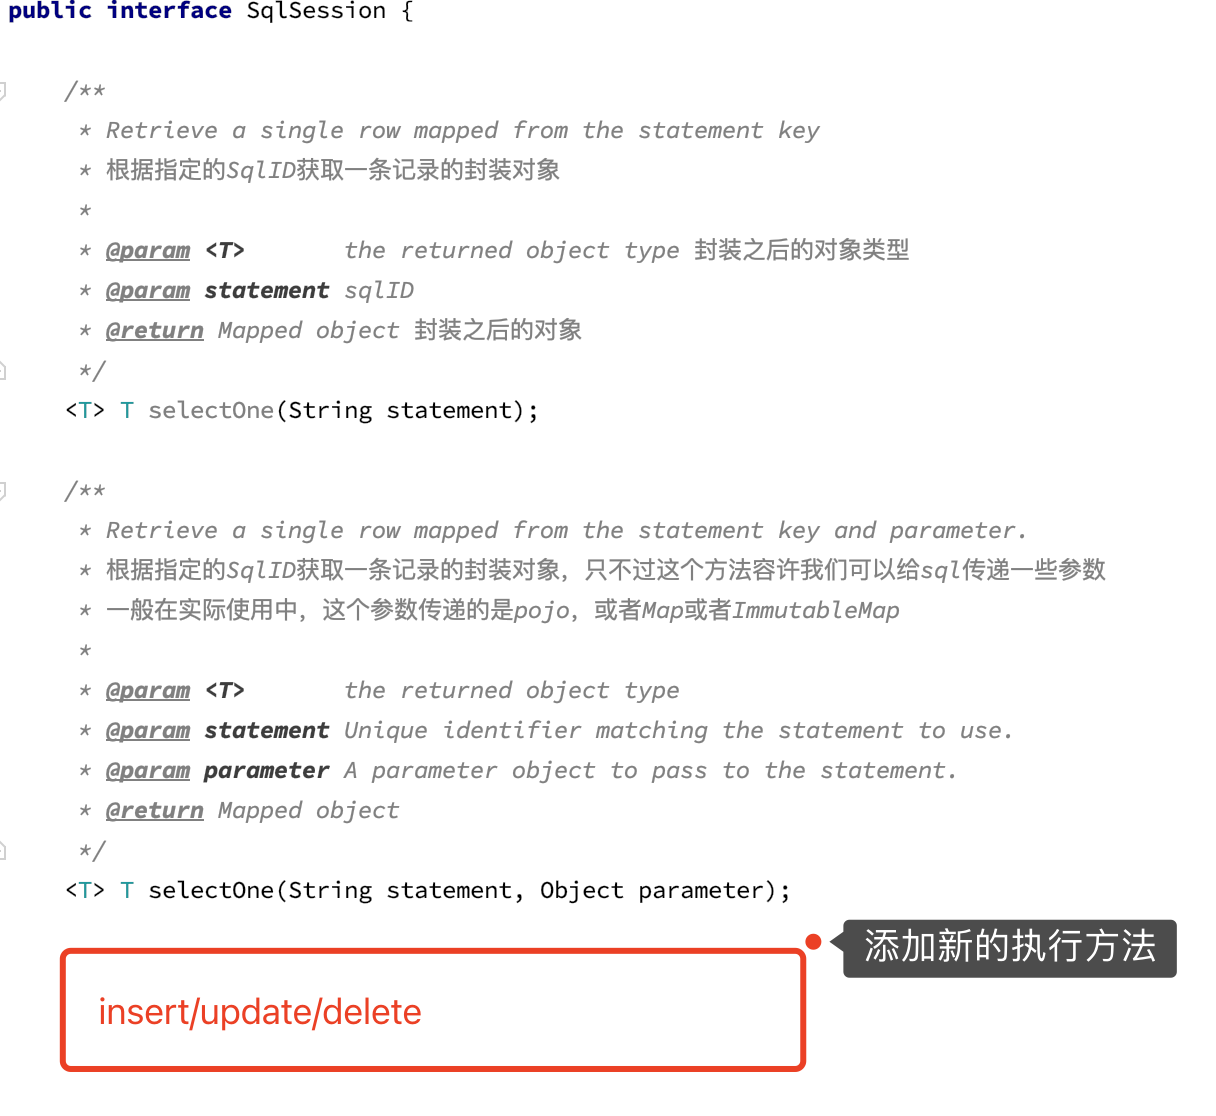 public interface SqlSession {
/**
* Retrieve a single row mapped from the statement key
* 根据指定的SqlID获取一条记录的封装对象
*
* @param <T> the returned object type 封装之后的对象类型
* @param statement sqlID
* @return Mapped object 封装之后的对象
*/
<T> T selectOne(String statement);
/**
* Retrieve a single row mapped from the statement key and parameter.
* 根据指定的SqlID获取一条记录的封装对象，只不过这个方法容许我们可以给sql传递一些参数
* 一般在实际使用中，这个参数传递的是pojo，或者Map或者ImmutableMap
*
* @param <T> the returned object type
* @param statement Unique identifier matching the statement to use.
* @param parameter A parameter object to pass to the statement.
* @return Mapped object
*/
<T> T selectOne(String statement, Object parameter);
添加新的执行方法
insert/update/delete